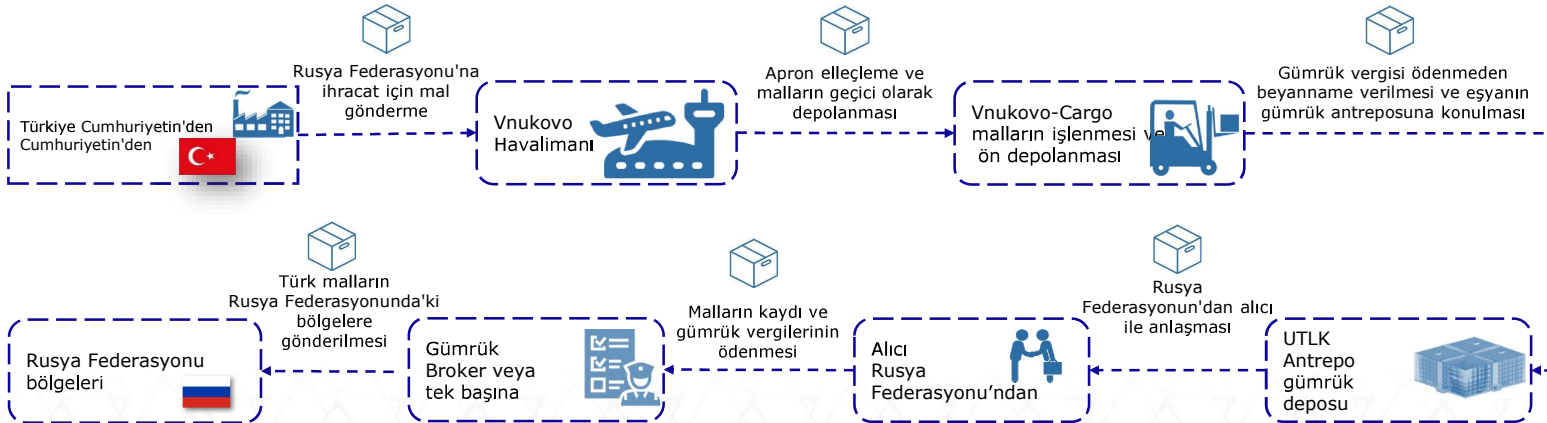 Türkiye Cumhuriyetin'den
Cumhuriyetin'den
Rusya Federasyonu'na
ihracat için mal
gönderme
Vnukovo
Havalimanı
Apron elleçleme ve
malların geçici olarak
depolanması
Vnukovo-Cargo
malların işlenmesi ve
ön depolanması
Gümrük vergisi ödenmeden
beyanname verilmesi ve eşyanın
gümrük antreposuna konulması
UTLK
Antrepo
gümrük
deposu
Rusya
Federasyonun'dan alıcı
ile anlaşması
Alıcı
Rusya
Federasyonu’ndan
Malların kaydı ve
gümrük vergilerinin
ödenmesi
Gümrük
Broker veya
tek başına
Türk malların
Rusya Federasyonunda'ki
bölgelere
gönderilmesi
Rusya Federasyonu
bölgeleri